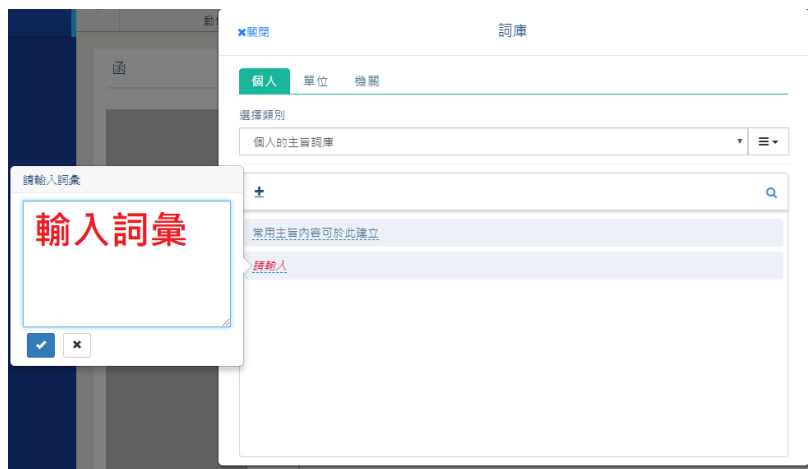 動作
✖關閉
詞庫
函
個人 單位 機關
選擇類別
個人的主旨詞庫
請輸入詞彙
輸入詞彙
常用主旨內容可於此建立
請輸入